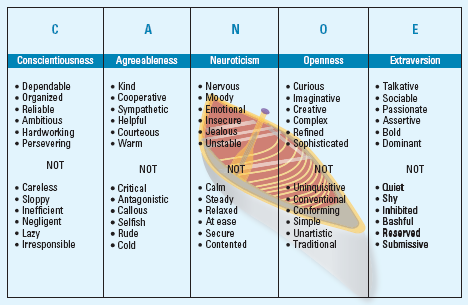 C A N O E
Conscientiousness Agreeableness Neuroticism Openness Extraversion
• Dependable
• Organized
• Reliable
• Ambitious
• Hardworking
• Persevering
NOT
• Careless
• Sloppy
• Inefficient
• Negligent
• Lazy
• Irresponsible
• Kind
• Cooperative
• Sympathetic
• Helpful
• Courteous
• Warm
NOT
• Critical
• Antagonistic
• Callous
• Selfish
• Rude
• Cold
• Nervous
• Moody
• Emotional
• Insecure
• Jealous
• Unstable
NOT
• Calm
• Steady
• Relaxed
• At ease
• Secure
• Contented
• Curious
• Imaginative
• Creative
• Complex
• Refined
• Sophisticated
NOT
• Uninquisitive
• Conventional
• Conforming
• Simple
• Unartistic
• Traditional
• Talkative
• Sociable
• Passionate
• Assertive
• Bold
• Dominant
NOT
• Quiet
• Shy
• Inhibited
• Bashful
• Reserved
• Submissive